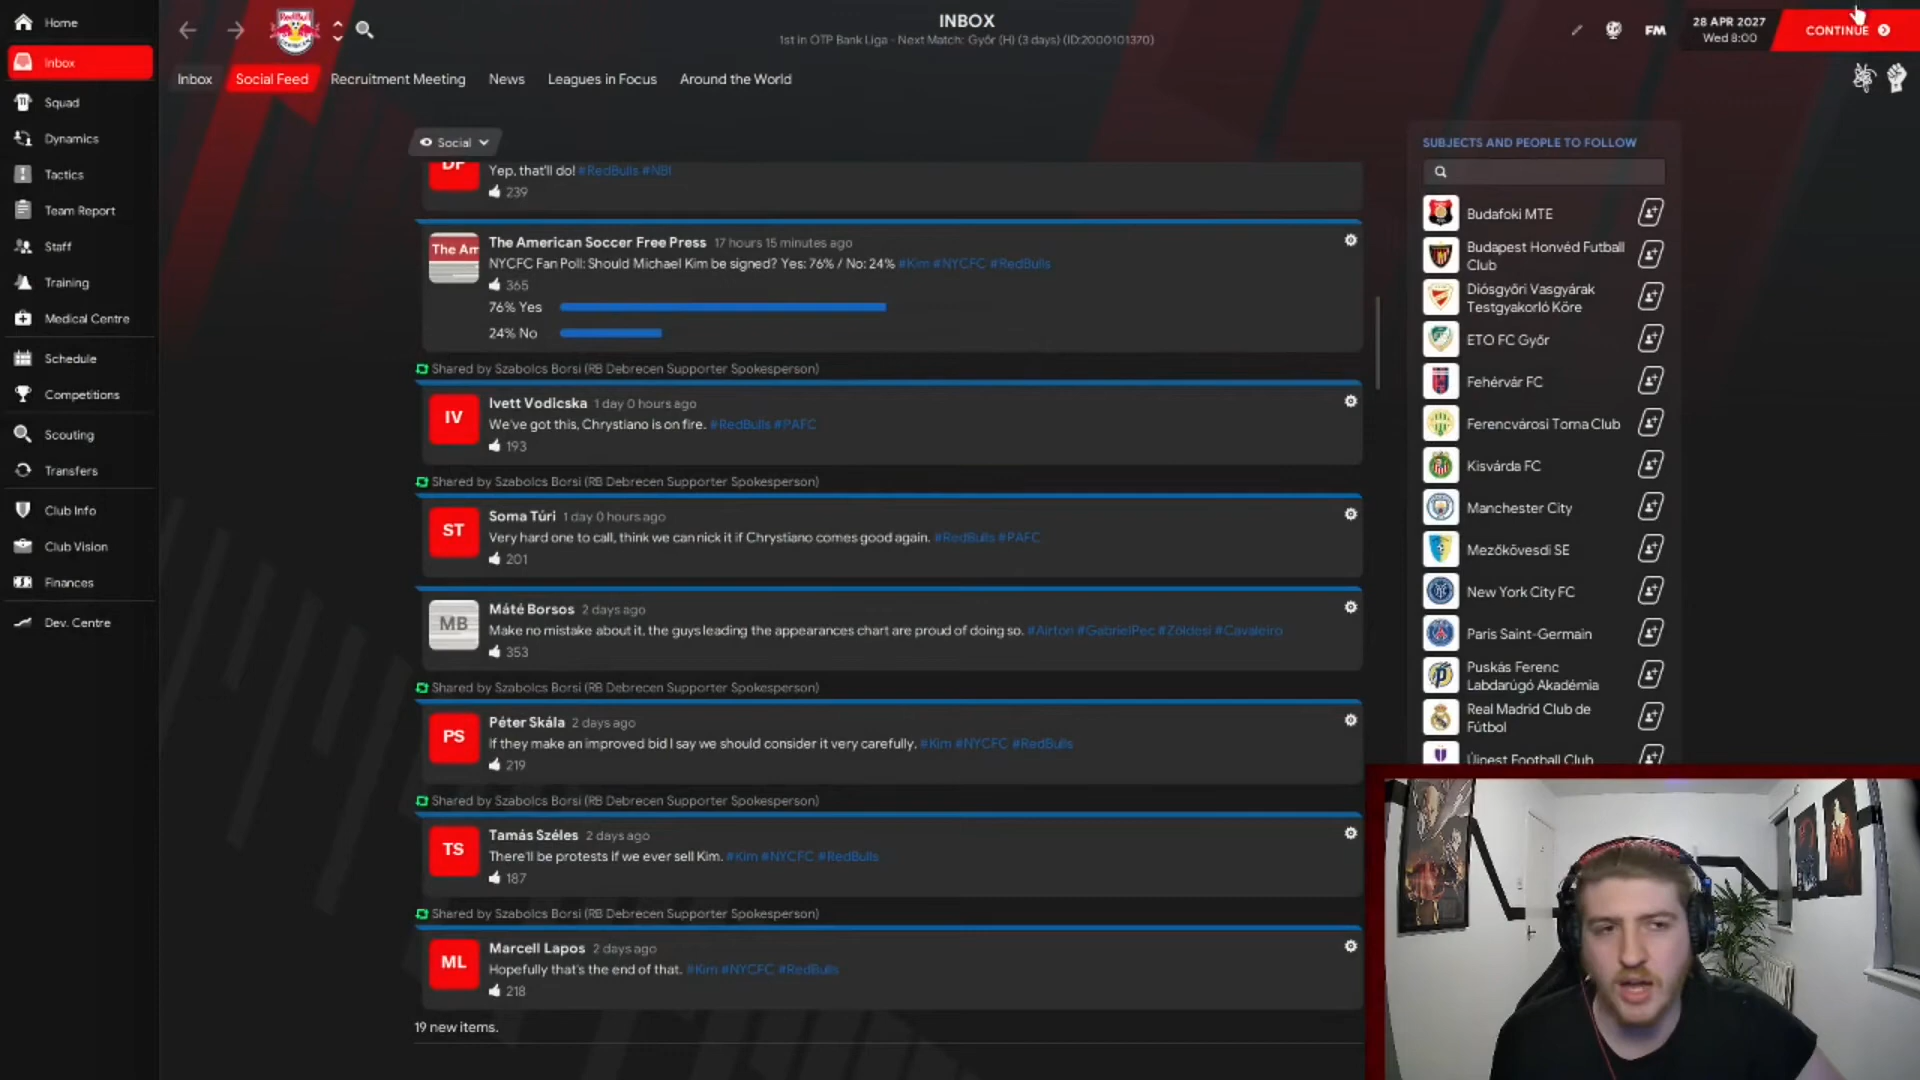 Home
Inbox
Squad
Dynamics
Tactics
Team Report
Staff
Training
Medical Centre
Schedule
Competitions
Scouting
Transfers
Club Info
Club Vision
Finances
Dev. Centre
INBOX
1st in OTP Bank Liga - Next Match: Győr (H) (3 days) (ID:2000101370)
FM
28 APR 2027
Wed 8:00
CONTINUE
Inbox
Social Feed
Recruitment Meeting
News
Leagues in Focus
Around the World
Social
DF
Yep, that'll do! #RedBulls #NBI
239
The Am
The American Soccer Free Press 17 hours 15 minutes ago
NYCFC Fan Poll: Should Michael Kim be signed? Yes: 76% / No: 24% #Kim #NYCFC #RedBulls
365
76% Yes
24% No
Shared by Szabolcs Borsi (RB Debrecen Supporter Spokesperson)
IV
Ivett Vodicska 1 day 0 hours ago
We've got this, Chrystiano is on fire. #RedBulls #PAFC
193
Shared by Szabolcs Borsi (RB Debrecen Supporter Spokesperson)
ST
Soma Túri 1 day 0 hours ago
Very hard one to call, think we can nick it if Chrystiano comes good again. #RedBulls #PAFC
201
MB
Máté Borsos 2 days ago
Make no mistake about it, the guys leading the appearances chart are proud of doing so. #Airton #GabrielPec #Zöldesi #Cavaleiro
353
Shared by Szabolcs Borsi (RB Debrecen Supporter Spokesperson)
PS
Péter Skála 2 days ago
If they make an improved bid I say we should consider it very carefully. #Kim #NYCFC #RedBulls
219
Shared by Szabolcs Borsi (RB Debrecen Supporter Spokesperson)
TS
Tamás Széles 2 days ago
There'll be protests if we ever sell Kim. #Kim #NYCFC #RedBulls
187
Shared by Szabolcs Borsi (RB Debrecen Supporter Spokesperson)
ML
Marcell Lapos 2 days ago
Hopefully that's the end of that. #Kim #NYCFC #RedBulls
218
19 new items.
SUBJECTS AND PEOPLE TO FOLLOW
Budafoki MTE
Budapest Honvéd Futball
Club
Diósgyőri Vasgyárak
Testgyakorló Köre
ETO FC Győr
Fehérvár FC
Ferencvárosi Torna Club
Kisvárda FC
Manchester City
Mezőkövesdi SE
New York City FC
Paris Saint-Germain
Puskás Ferenc
Labdarúgó Akadémia
Real Madrid Club de
Fútbol
Újpest Football Club